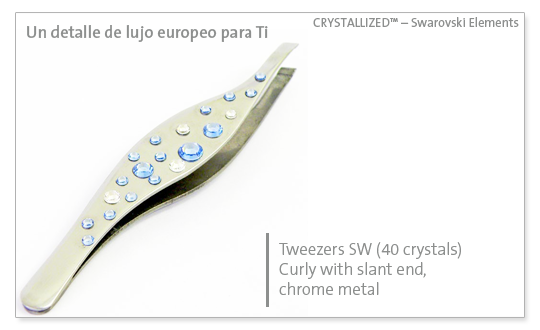 Un detalle de lujo europeo para Ti
CRYSTALLIZED™ – Swarovski Elements
Tweezers SW (40 crystals)
Curly with slant end,
chrome metal